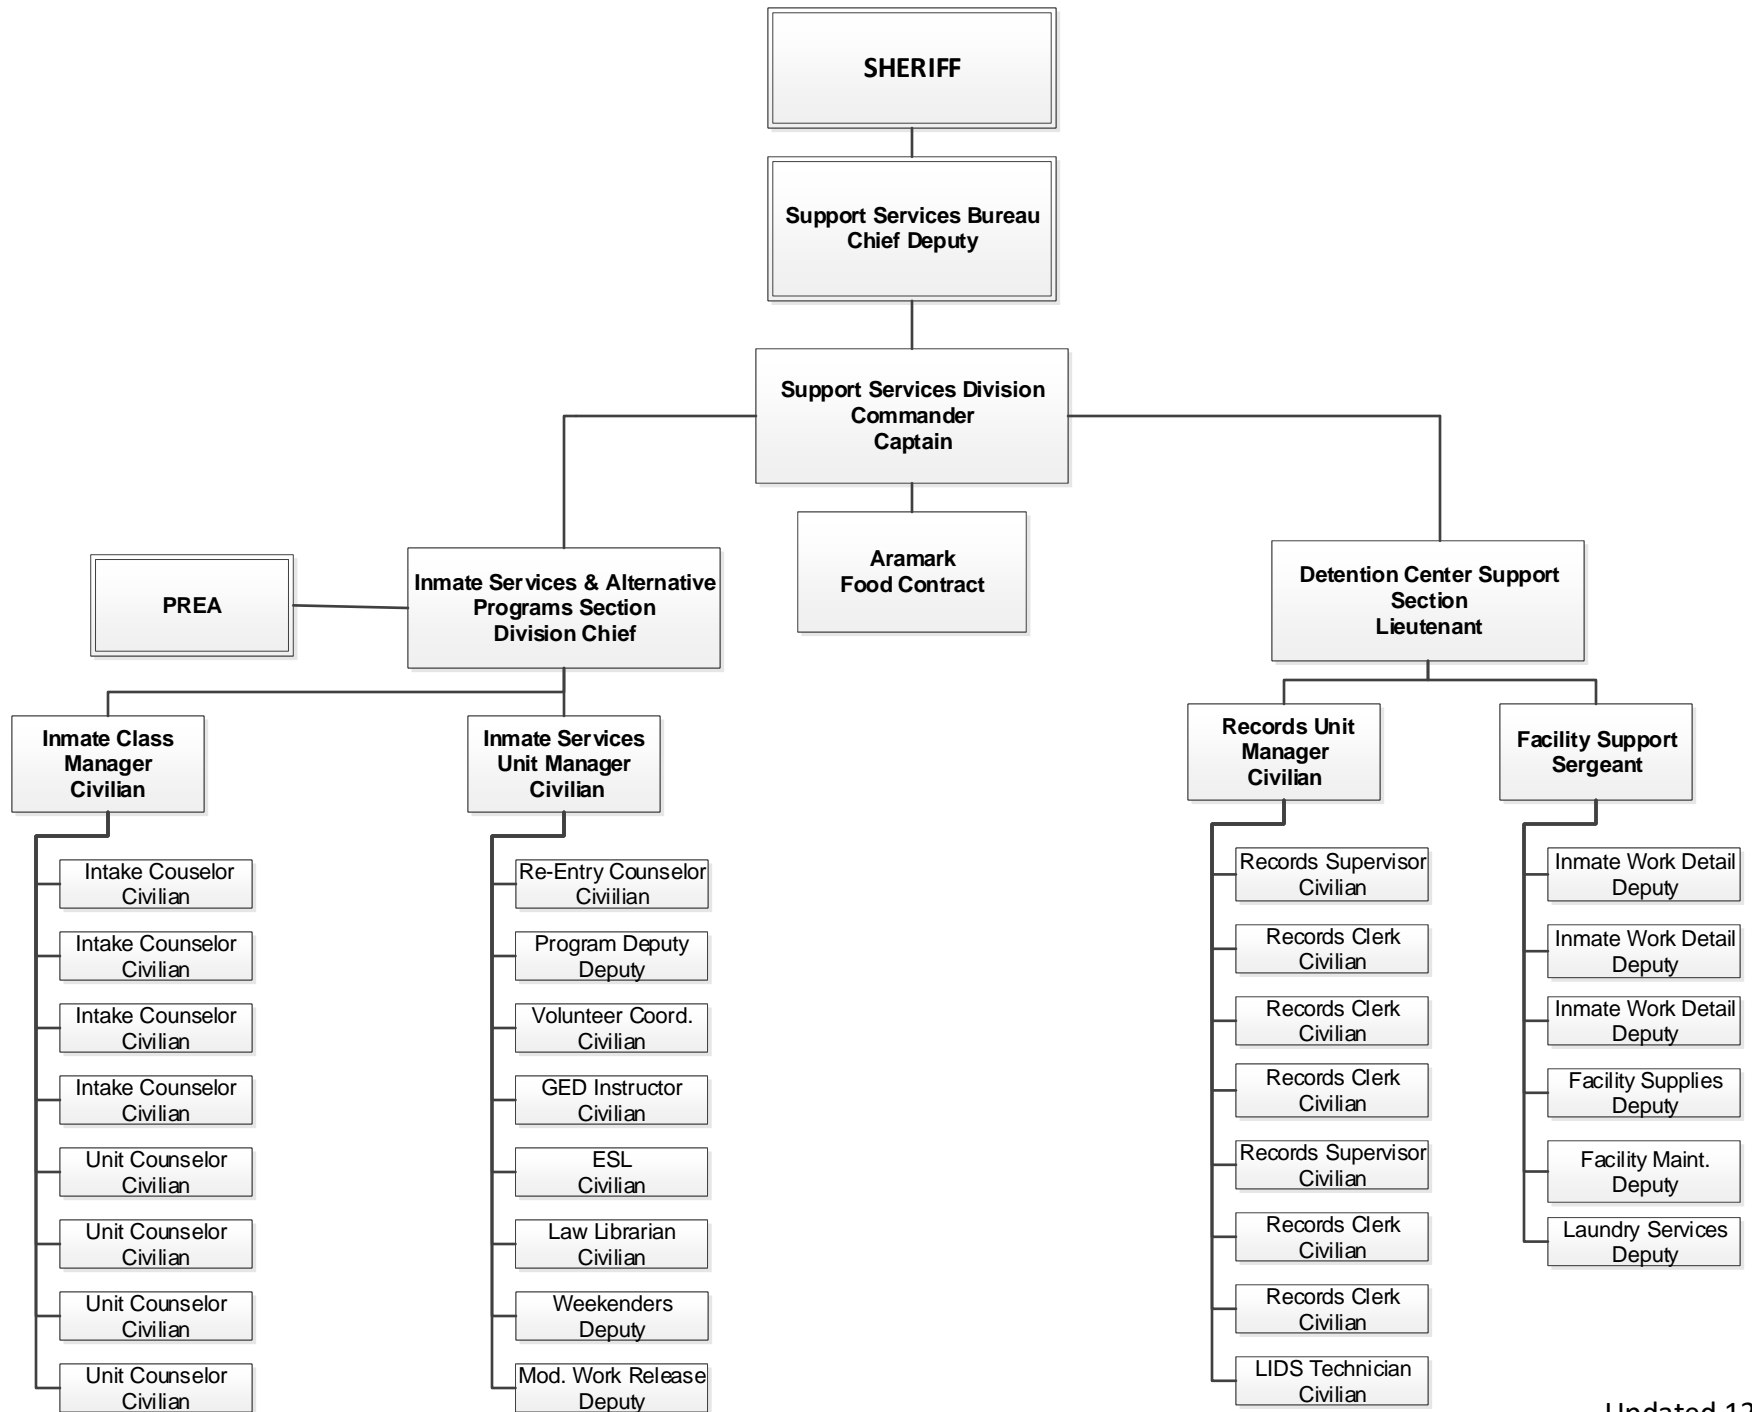 SHERIFF
Support Services Bureau
Chief Deputy
Support Services Division
Commander
Captain
Aramark
Food Contract
PREA
Inmate Services & Alternative
Programs Section
Division Chief
Detention Center Support
Section
Lieutenant
Inmate Class
Manager
Civilian
Intake Couselor
Civilian
Intake Counselor
Civilian
Intake Counselor
Civilian
Intake Counselor
Civilian
Unit Counselor
Civilian
Unit Counselor
Civilian
Unit Counselor
Civilian
Unit Counselor
Civilian
Inmate Services
Unit Manager
Civilian
Re-Entry Counselor
Civiilian
Program Deputy
Deputy
Volunteer Coord.
Civilian
GED Instructor
Civilian
ESL
Civilian
Law Librarian
Civilian
Weekenders
Deputy
Mod. Work Release
Deputy
Records Unit
Manager
Civilian
Records Supervisor
Civilian
Records Clerk
Civilian
Records Clerk
Civilian
Records Clerk
Civilian
Records Supervisor
Civilian
Records Clerk
Civilian
Records Clerk
Civilian
LIDS Technician
Civilian
Facility Support
Sergeant
Inmate Work Detail
Deputy
Inmate Work Detail
Deputy
Inmate Work Detail
Deputy
Facility Supplies
Deputy
Facility Maint.
Deputy
Laundry Services
Deputy
Updated 12